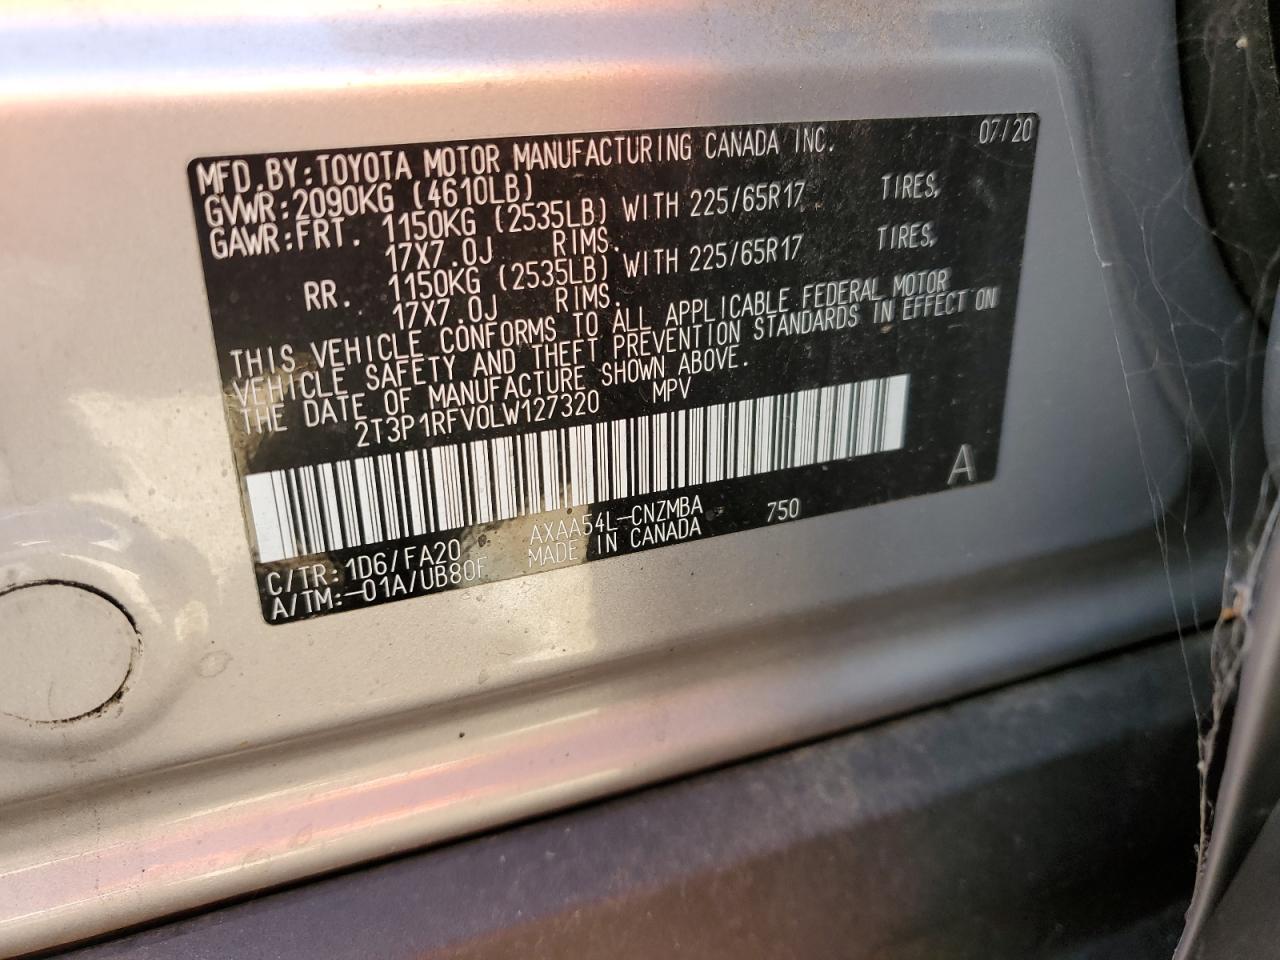 MFD.BY:TOYOTA MOTOR MANUFACTURING CANADA INC. 07/20
GVWR:2090KG (4610LB)
GAWR:FRT. 1150KG (2535LB) WITH 225/65R17 TIRES,
17X7.0J RIMS.
RR. 1150KG (2535LB) WITH 225/65R17 TIRES,
17X7.0J RIMS.
THIS VEHICLE CONFORMS TO ALL APPLICABLE FEDERAL MOTOR
VEHICLE SAFETY AND THEFT PREVENTION STANDARDS IN EFFECT ON
THE DATE OF MANUFACTURE SHOWN ABOVE.
2T3P1RFV0LW127320 MPV
A
C/TR:1D6/FA20 AXAA54L-CNZMBA 750
A/TM:-01A/UB80F MADE IN CANADA